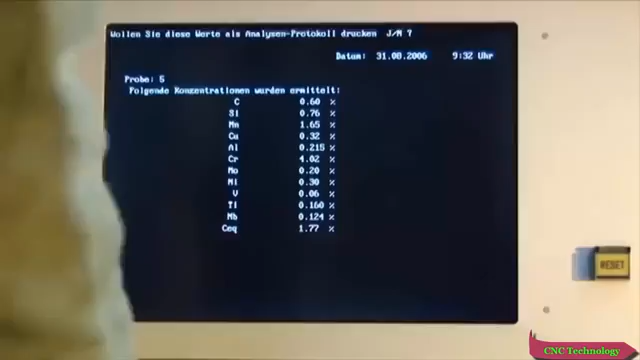 Wollen Sie diese Werte als Analysen-Protokoll drucken J/N ?
Datum: 31.08.2006 9:32 Uhr
Probe: 5
Folgende Konzentrationen wurden ermittelt:
C 0.60 %
Si 0.76 %
Mn 1.65 %
Cu 0.32 %
Al 0.215 %
Cr 4.02 %
Mo 0.20 %
Ni 0.30 %
V 0.06 %
Ti 0.160 %
Nb 0.124 %
Ceq 1.77 %
RESET
CNC Technology